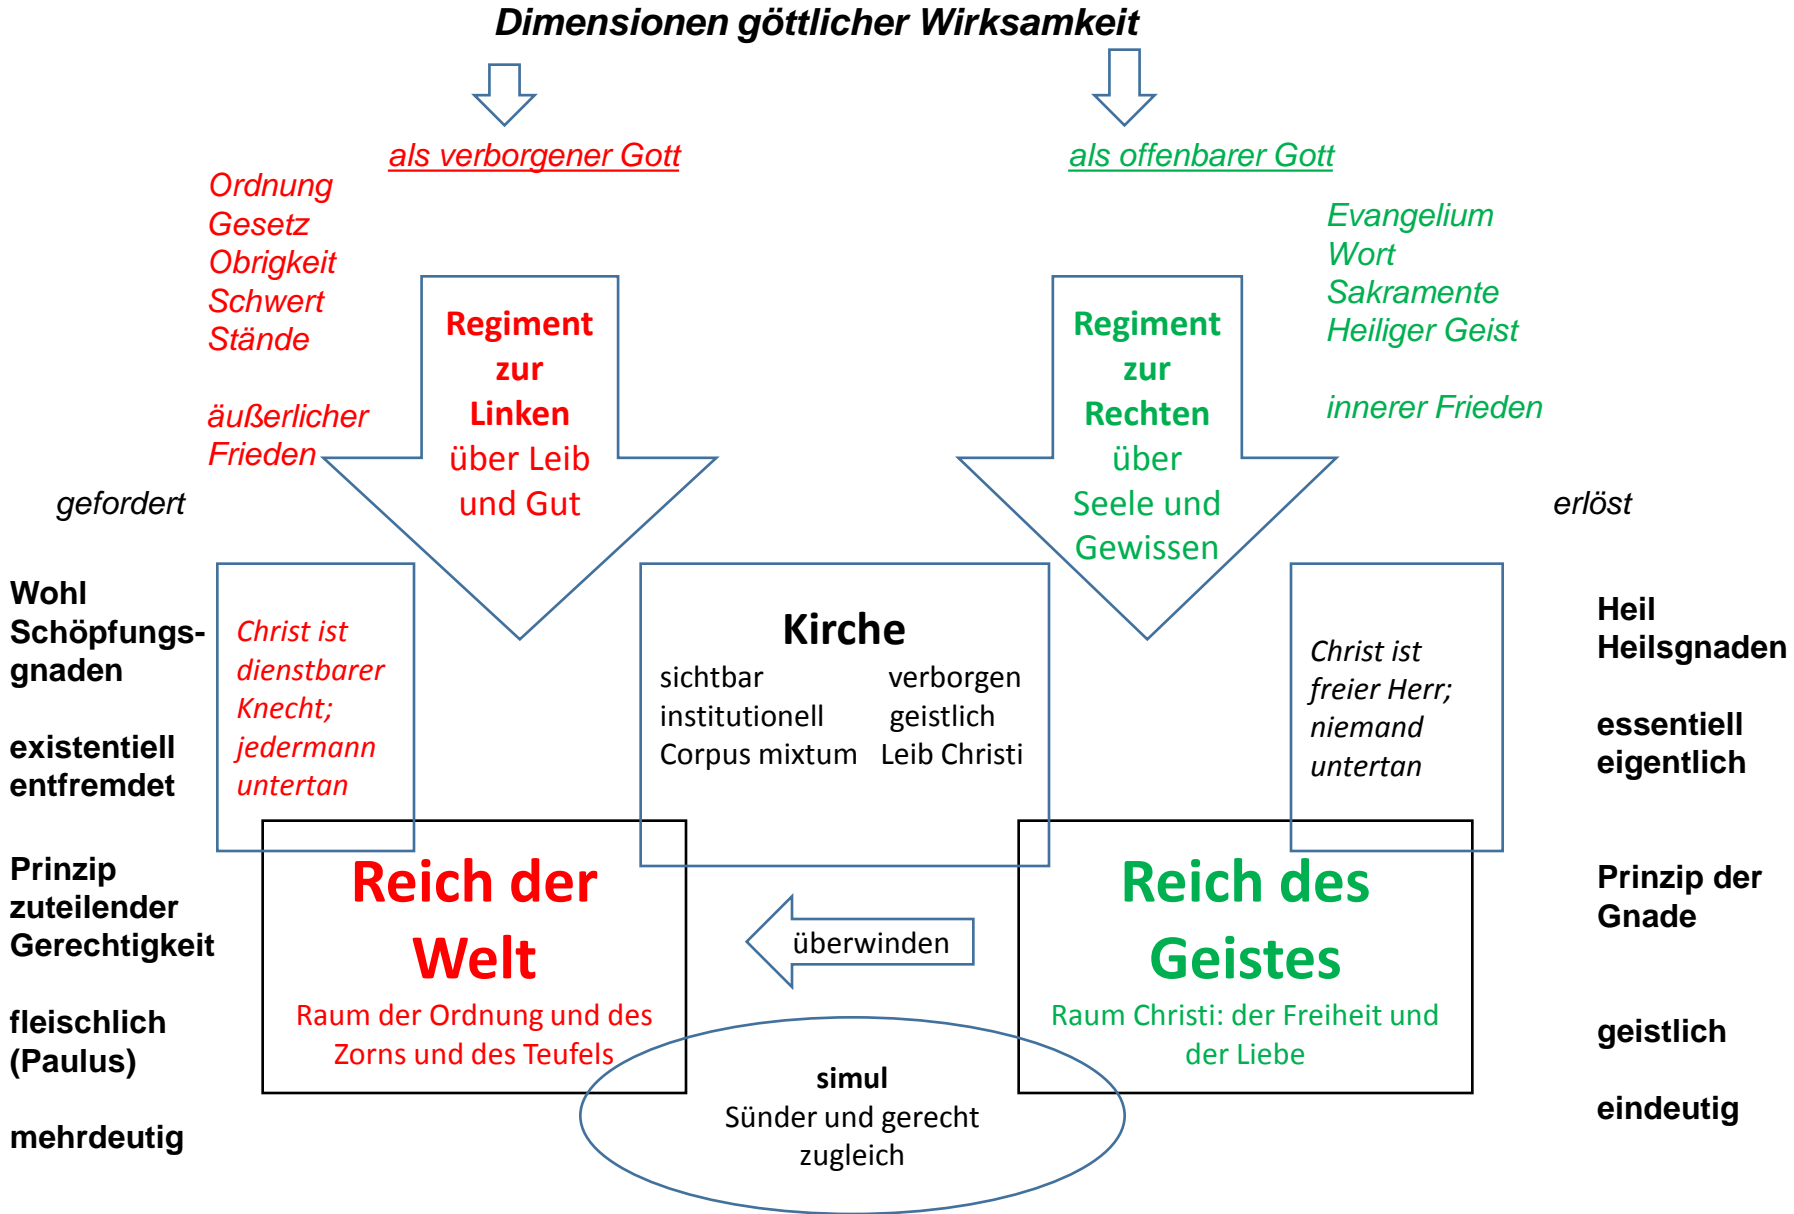 Dimensionen göttlicher Wirksamkeit
als verborgener Gott
als offenbarer Gott
Ordnung
Gesetz
Obrigkeit
Schwert
Stände
äußerlicher
Frieden
Evangelium
Wort
Sakramente
Heiliger Geist
innerer Frieden
Regiment
zur
Linken
über Leib
und Gut
Regiment
zur
Rechten
über
Seele und
Gewissen
gefordert
erlöst
Wohl
Schöpfungs-
gnaden
existentiell
entfremdet
Prinzip
zuteilender
Gerechtigkeit
fleischlich
(Paulus)
mehrdeutig
Christ ist
dienstbarer
Knecht;
jedermann
untertan
Kirche
sichtbar verborgen
institutionell geistlich
Corpus mixtum Leib Christi
Christ ist
freier Herr;
niemand
untertan
Heil
Heilsgnaden
essentiell
eigentlich
Prinzip der
Gnade
geistlich
eindeutig
Reich der
Welt
Raum der Ordnung und des
Zorns und des Teufels
überwinden
Reich des
Geistes
Raum Christi: der Freiheit und
der Liebe
simul
Sünder und gerecht
zugleich